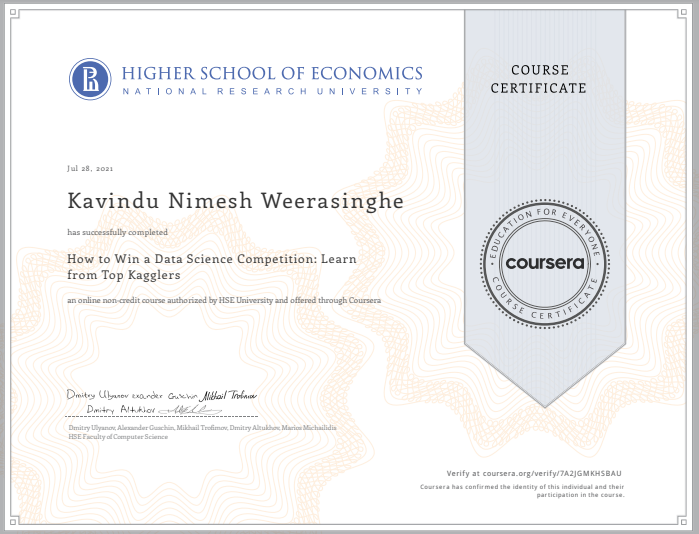 HIGHER SCHOOL OF ECONOMICS
NATIONAL RESEARCH UNIVERSITY
COURSE
CERTIFICATE
Jul 28, 2021
Kavindu Nimesh Weerasinghe
has successfully completed
How to Win a Data Science Competition: Learn
from Top Kagglers
an online non-credit course authorized by HSE University and offered through Coursera
EDUCATION FOR EVERYONE
coursera
COURSE CERTIFICATE
Dmitry Ulyanov exander Guschin Mikhail Trofimov
Dmitry Altukhov
Dmitry Ulyanov, Alexander Guschin, Mikhail Trofimov, Dmitry Altukhov, Marios Michailidis
HSE Faculty of Computer Science
Verify at coursera.org/verify/7A2JGMKHSBAU
Coursera has confirmed the identity of this individual and their
participation in the course.